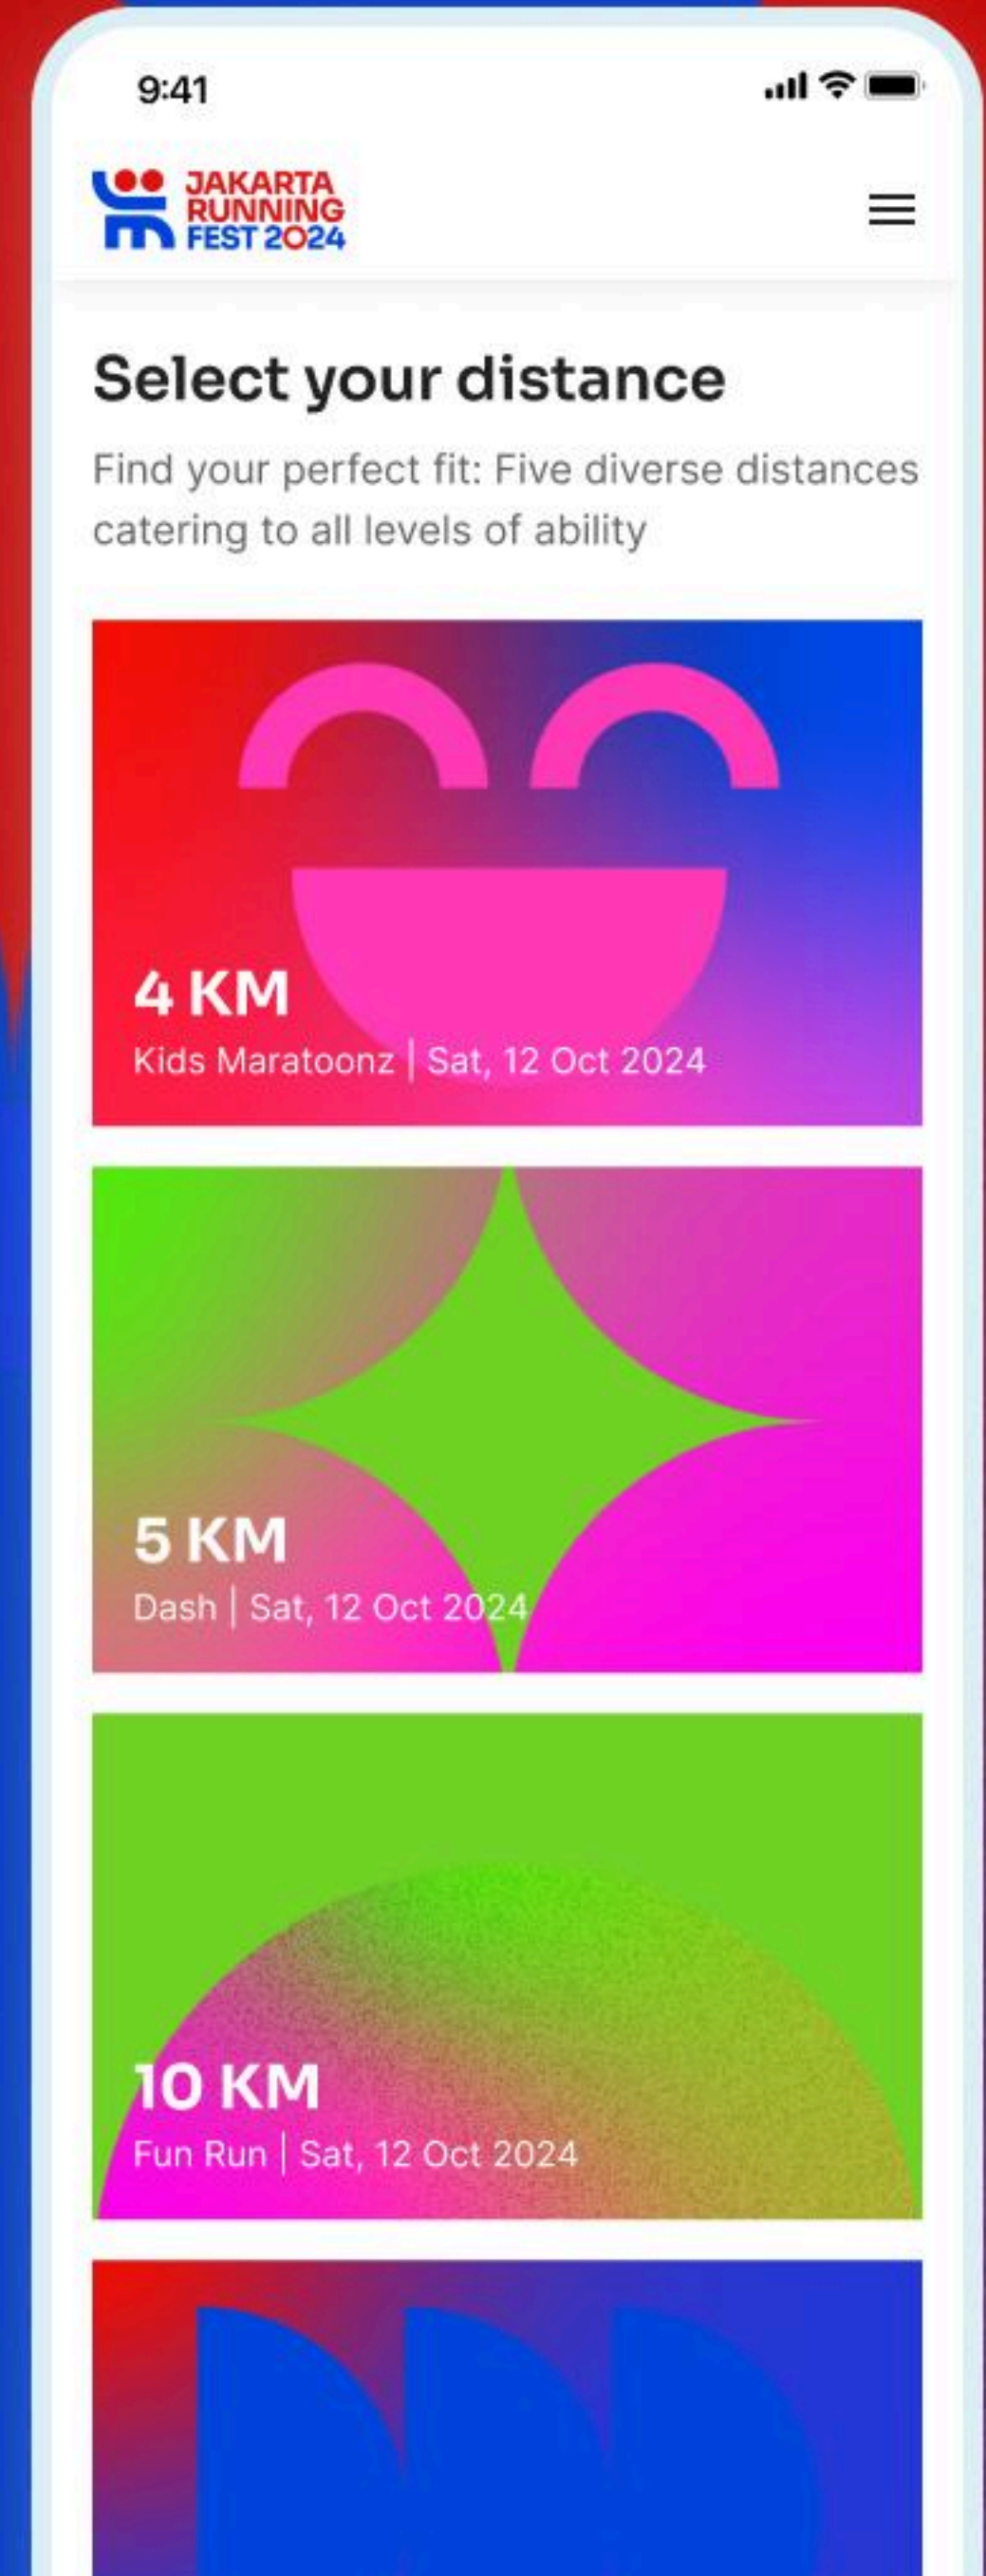 9:41
JAKARTA
RUNNING
FEST 2024
Select your distance
Find your perfect fit: Five diverse distances
catering to all levels of ability
4 KM
Kids Maratoonz | Sat, 12 Oct 2024
5 KM
Dash | Sat, 12 Oct 2024
10 KM
Fun Run | Sat, 12 Oct 2024